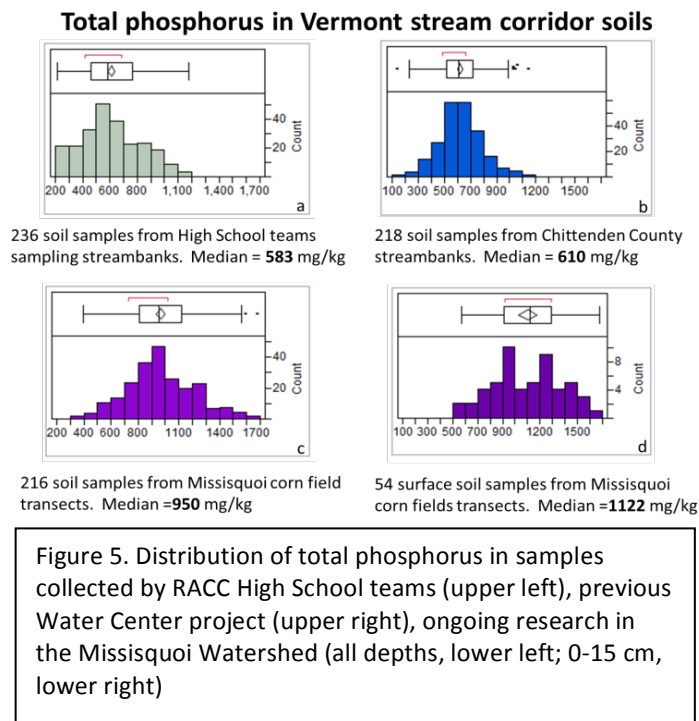 Total phosphorus in Vermont stream corridor soils
40
20
Count
200 400 600 800 1,100 1,400 1,700
a
236 soil samples from High School teams
sampling streambanks. Median = 583 mg/kg
40
20
Count
100 300 500 700 900 1200 1500
b
218 soil samples from Chittenden County
streambanks. Median = 610 mg/kg
40
20
Count
200 400 600 800 1100 1400 1700
c
216 soil samples from Missisquoi corn field
transects. Median =950 mg/kg
8
4
Count
100 300 500 700 900 1200 1500
d
54 surface soil samples from Missisquoi
corn fields transects. Median =1122 mg/kg
Figure 5. Distribution of total phosphorus in samples
collected by RACC High School teams (upper left), previous
Water Center project (upper right), ongoing research in
the Missisquoi Watershed (all depths, lower left; 0-15 cm,
lower right)